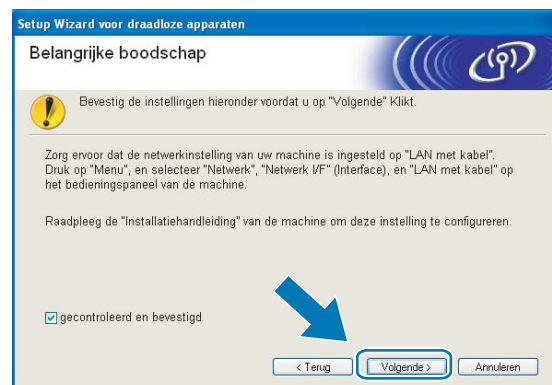 Setup Wizard voor draadloze apparaten
Belangrijke boodschap
Bevestig de instellingen hieronder voordat u op "Volgende" Klikt.
Zorg ervoor dat de netwerkinstelling van uw machine is ingesteld op "LAN met kabel".
Druk op "Menu", en selecteer "Netwerk", "Netwerk I/F" (Interface), en "LAN met kabel" op
het bedieningspaneel van de machine.
Raadpleeg de "Installatiehandleiding" van de machine om deze instelling te configureren.
gecontroleerd en bevestigd
< Terug
Volgende >
Annuleren